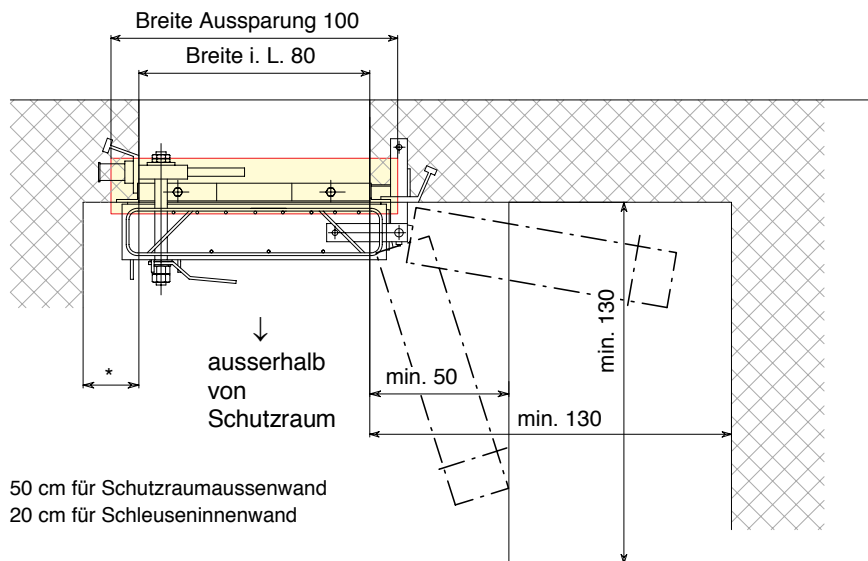 Breite Aussparung 100
Breite i. L. 80
↓
ausserhalb
von
Schutzraum
*
min. 50
min. 130
min. 130
50 cm für Schutzraumaussenwand
20 cm für Schleuseninnenwand